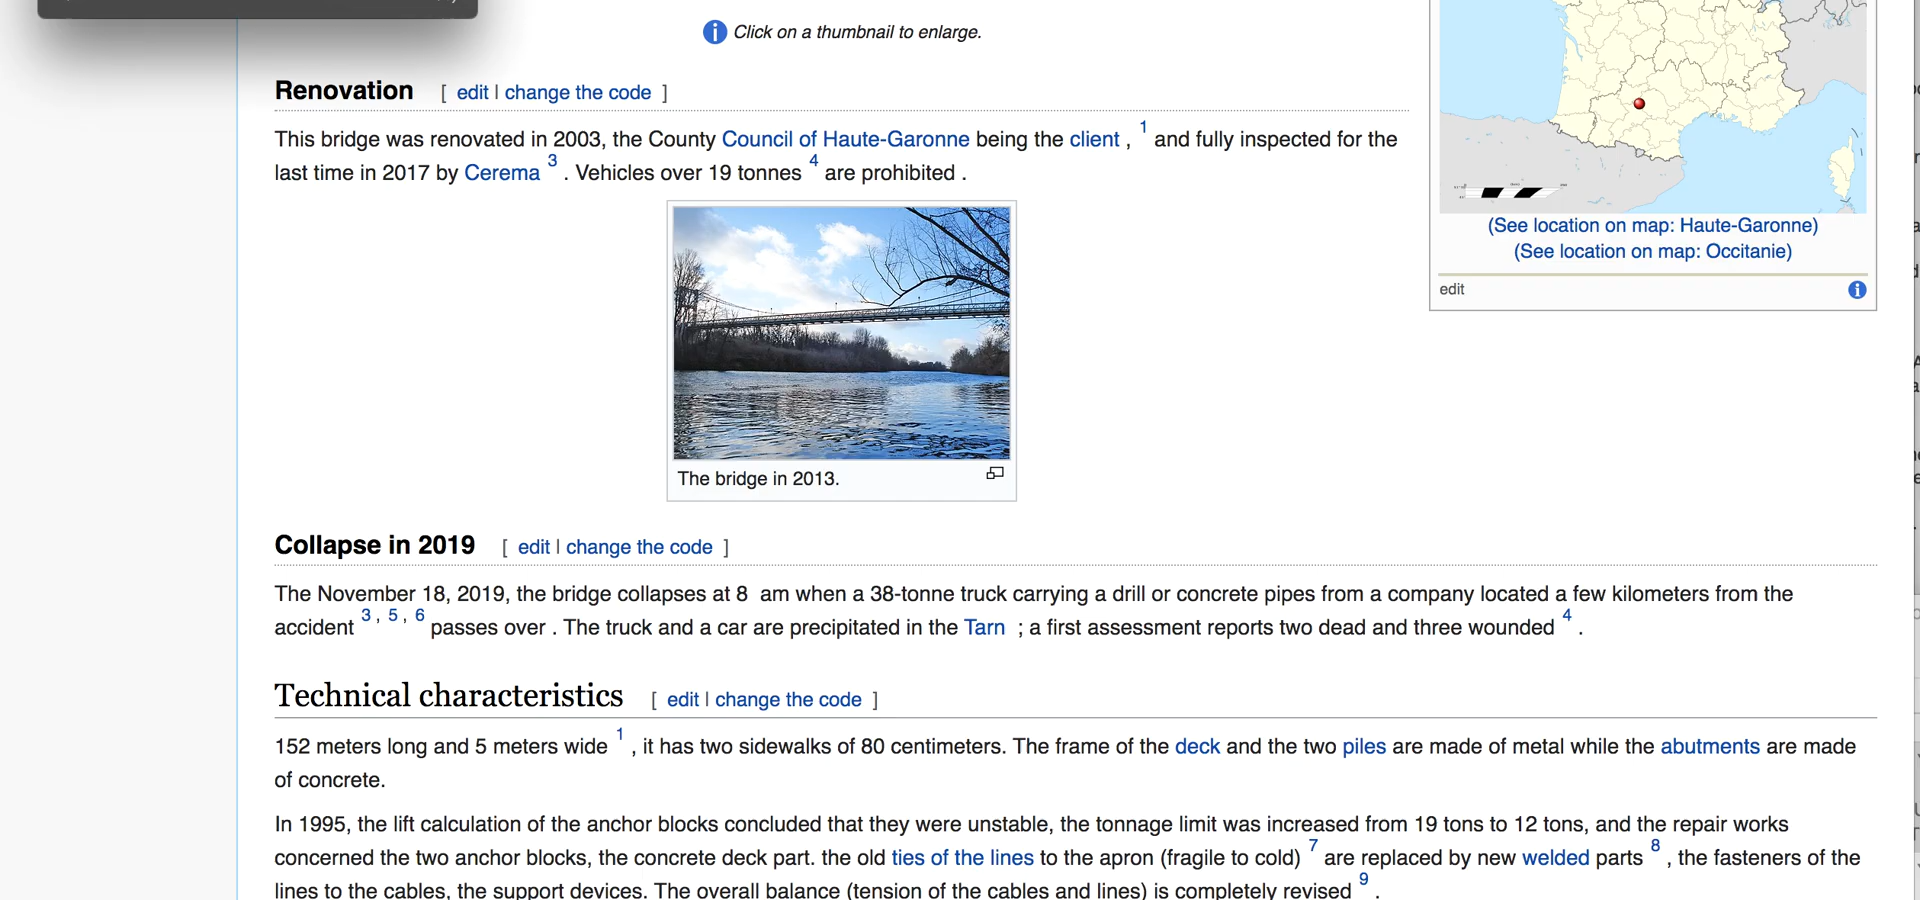 Click on a thumbnail to enlarge.
Renovation [ edit | change the code ]
This bridge was renovated in 2003, the County Council of Haute-Garonne being the client , 1 and fully inspected for the
last time in 2017 by Cerema 3 . Vehicles over 19 tonnes 4 are prohibited .
(See location on map: Haute-Garonne)
(See location on map: Occitanie)
edit
The bridge in 2013.
Collapse in 2019 [ edit | change the code ]
The November 18, 2019, the bridge collapses at 8 am when a 38-tonne truck carrying a drill or concrete pipes from a company located a few kilometers from the
accident 3 , 5 , 6 passes over . The truck and a car are precipitated in the Tarn ; a first assessment reports two dead and three wounded 4 .
Technical characteristics [ edit | change the code ]
152 meters long and 5 meters wide 1 , it has two sidewalks of 80 centimeters. The frame of the deck and the two piles are made of metal while the abutments are made
of concrete.
In 1995, the lift calculation of the anchor blocks concluded that they were unstable, the tonnage limit was increased from 19 tons to 12 tons, and the repair works
concerned the two anchor blocks, the concrete deck part. the old ties of the lines to the apron (fragile to cold) 7 are replaced by new welded parts 8 , the fasteners of the
lines to the cables, the support devices. The overall balance (tension of the cables and lines) is completely revised 9 .